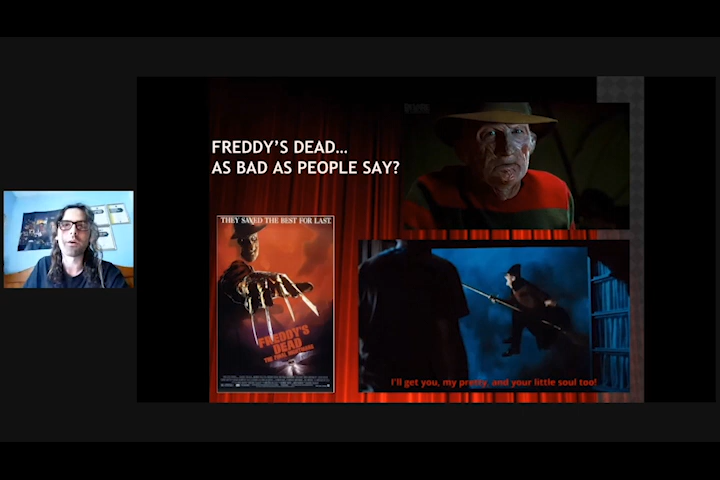 FREDDY'S DEAD...
AS BAD AS PEOPLE SAY?
THEY SAVED THE BEST FOR LAST.
FREDDY'S
DEAD
THE FINAL NIGHTMARE
I'll get you, my pretty, and your little soul too!